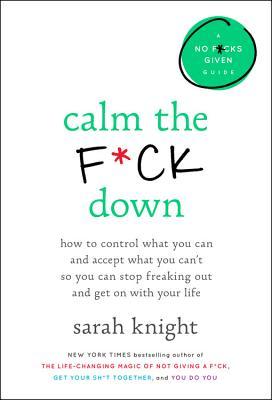 A
NO F*CKS
GIVEN
GUIDE
calm the
F*CK
down
how to control what you can
and accept what you can't
so you can stop freaking out
and get on with your life
sarah knight
NEW YORK TIMES bestselling author of
THE LIFE-CHANGING MAGIC OF NOT GIVING A F*CK,
GET YOUR SH*T TOGETHER, and YOU DO YOU